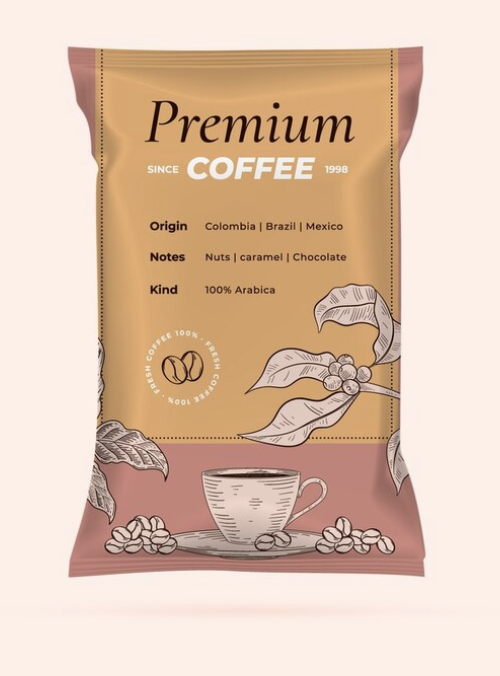 Premium
SINCE COFFEE 1998
Origin Colombia | Brazil | Mexico
Notes Nuts | caramel | Chocolate
Kind 100% Arabica
FRESH COFFEE 100% · FRESH COFFEE 100% ·